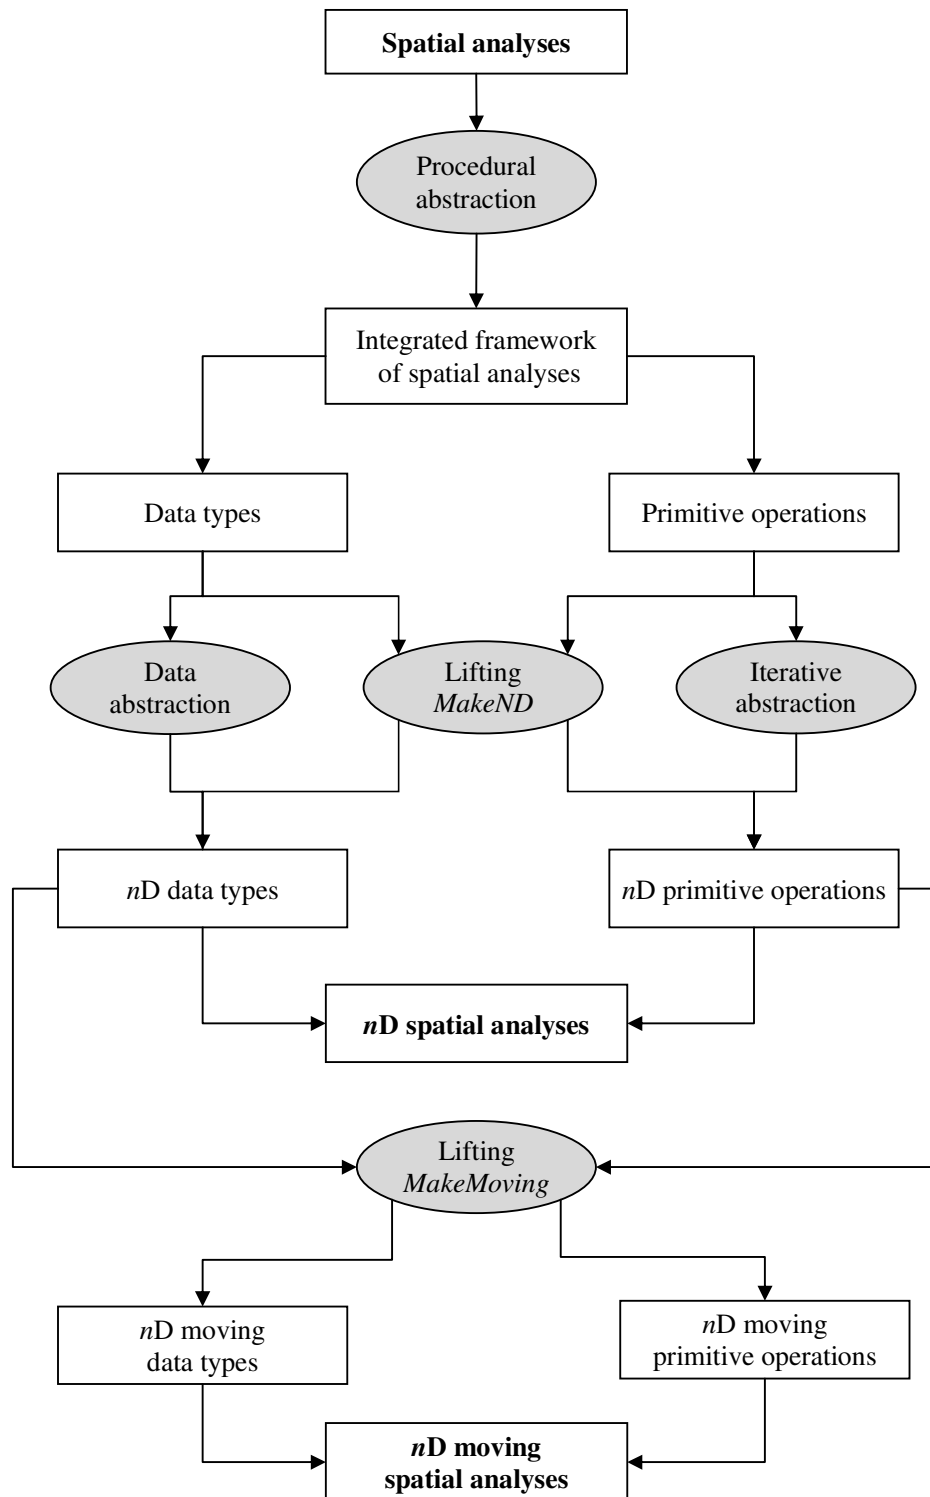 Spatial analyses
Procedural
abstraction
Integrated framework
of spatial analyses
Data types
Primitive operations
Data
abstraction
Lifting
MakeND
Iterative
abstraction
nD data types
nD primitive operations
nD spatial analyses
Lifting
MakeMoving
nD moving
data types
nD moving
primitive operations
nD moving
spatial analyses